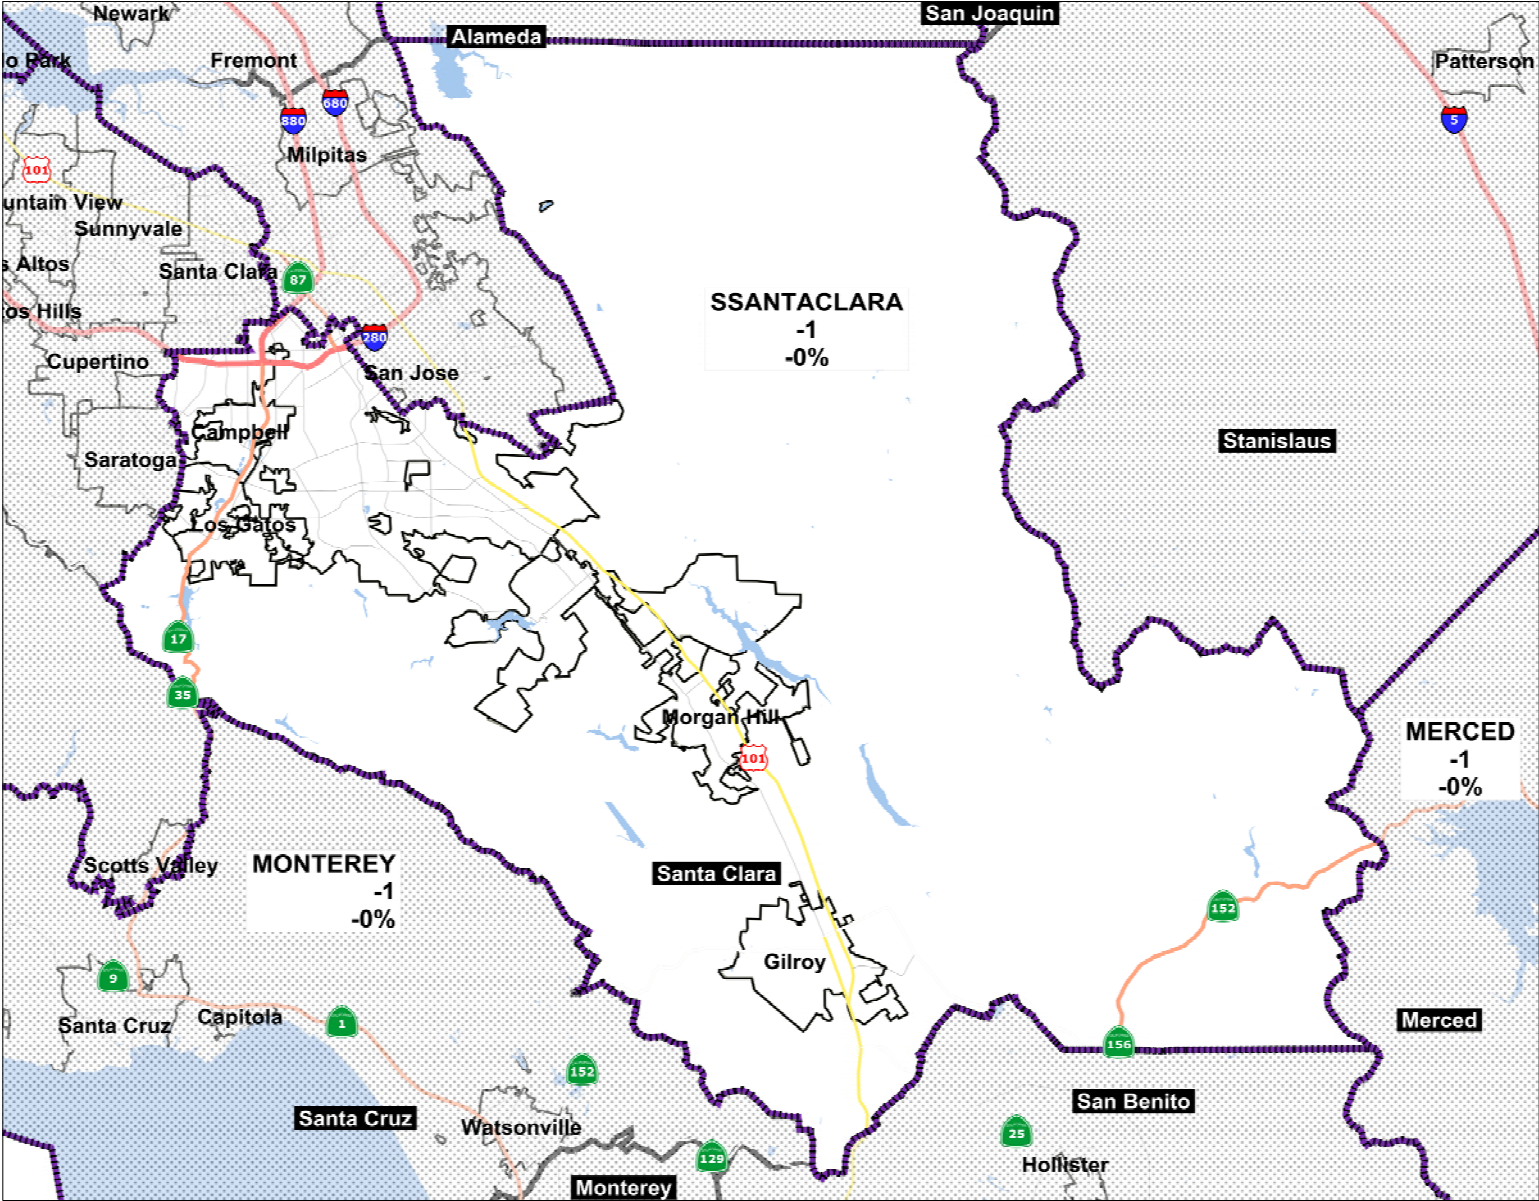 Newark
San Joaquin
Alameda
lo Park
Fremont
Patterson
680
880
5
Milpitas
101
untain View
Sunnyvale
s Altos
Santa Clara
87
os Hills
SSANTACLARA
-1
-0%
280
Cupertino
San Jose
Campbell
Stanislaus
Saratoga
Los Gatos
17
35
Morgan Hill
MERCED
-1
-0%
101
Scotts Valley
MONTEREY
-1
-0%
Santa Clara
152
Gilroy
9
Santa Cruz
Capitola
1
Merced
156
152
San Benito
Santa Cruz
Watsonville
25
129
Hollister
Monterey